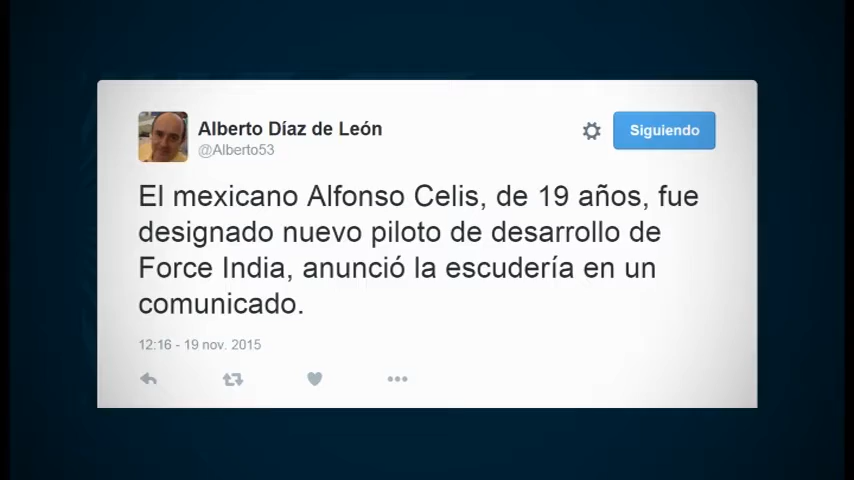 Alberto Díaz de León
@Alberto53
Siguiendo
El mexicano Alfonso Celis, de 19 años, fue
designado nuevo piloto de desarrollo de
Force India, anunció la escudería en un
comunicado.
12:16 - 19 nov. 2015